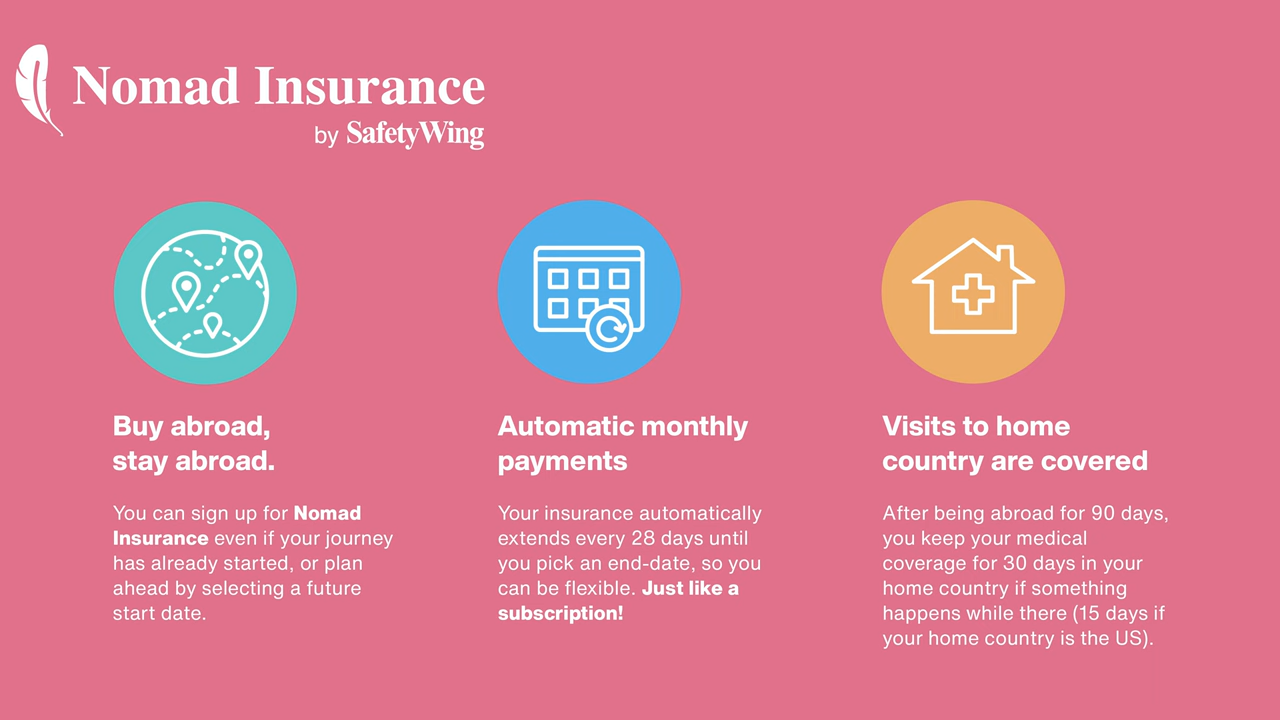 Nomad Insurance
by SafetyWing
Buy abroad,
stay abroad.
You can sign up for Nomad
Insurance even if your journey
has already started, or plan
ahead by selecting a future
start date.
Automatic monthly
payments
Your insurance automatically
extends every 28 days until
you pick an end-date, so you
can be flexible. Just like a
subscription!
Visits to home
country are covered
After being abroad for 90 days,
you keep your medical
coverage for 30 days in your
home country if something
happens while there (15 days if
your home country is the US).